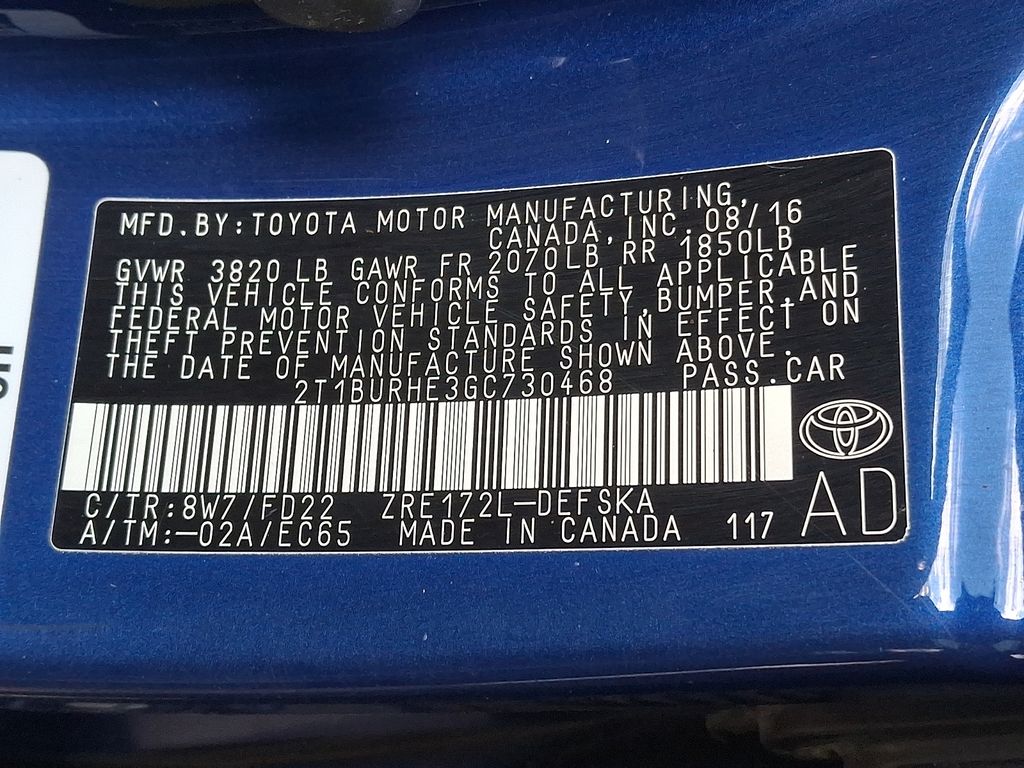 MFD.BY:TOYOTA MOTOR MANUFACTURING,
CANADA,INC.08/16
GVWR 3820 LB GAWR FR 2070LB RR 1850LB
THIS VEHICLE CONFORMS TO ALL APPLICABLE
FEDERAL MOTOR VEHICLE SAFETY,BUMPER,AND
THEFT PREVENTION STANDARDS IN EFFECT ON
THE DATE OF MANUFACTURE SHOWN ABOVE.
2T1BURHE3GC730468 PASS.CAR
C/TR:8W7/FD22 ZRE172L-DEFSKA
A/TM:-02A/EC65 MADE IN CANADA 117 AD